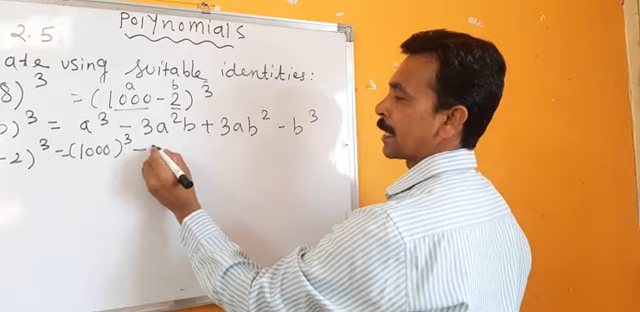 Polynomials
2.5
ate using suitable identities:
8)³ = (1000 - 2)³
a b
)³ = a³ - 3a²b + 3ab² - b³
- 2)³ = (1000)³ -